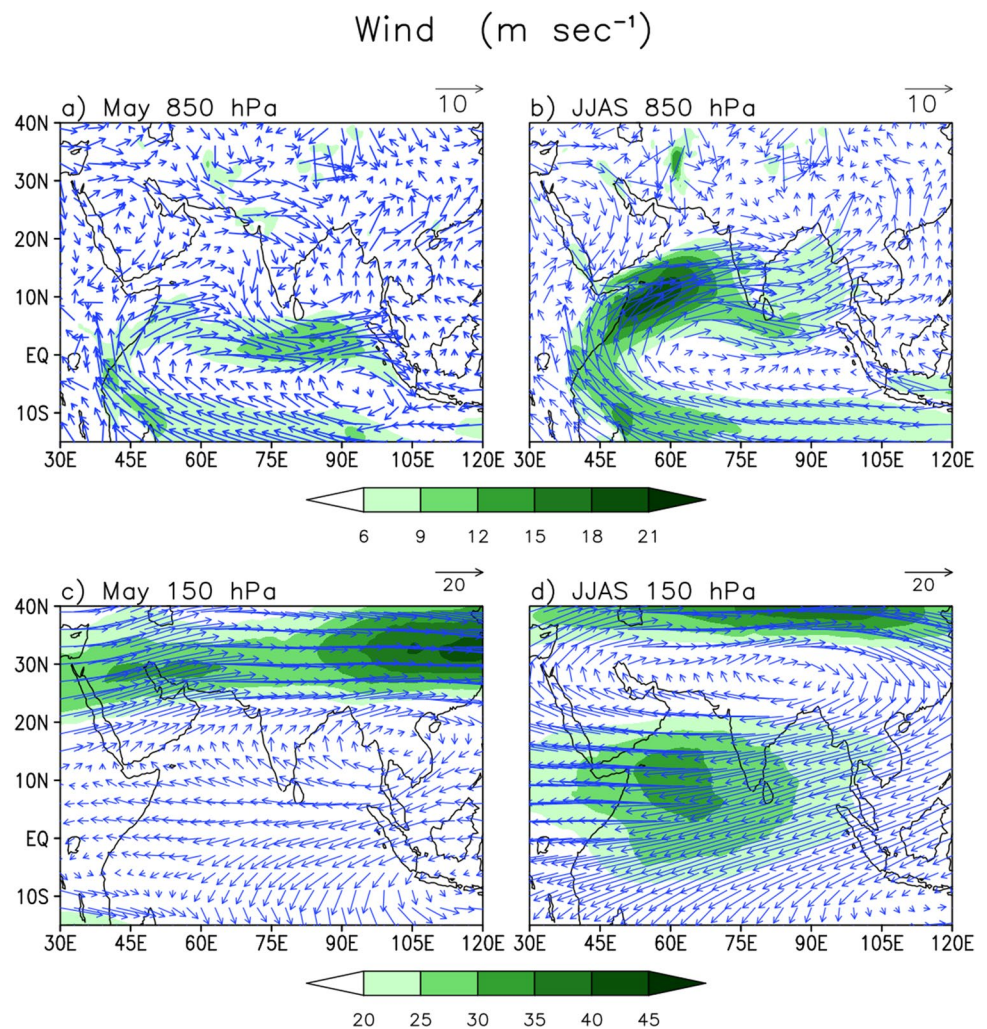 Wind (m sec⁻¹)
a) May 850 hPa
10
b) JJAS 850 hPa
10
40N
30N
20N
10N
EQ
10S
30E 45E 60E 75E 90E 105E 120E
30E 45E 60E 75E 90E 105E 120E
6 9 12 15 18 21
c) May 150 hPa
20
d) JJAS 150 hPa
20
40N
30N
20N
10N
EQ
10S
30E 45E 60E 75E 90E 105E 120E
30E 45E 60E 75E 90E 105E 120E
20 25 30 35 40 45